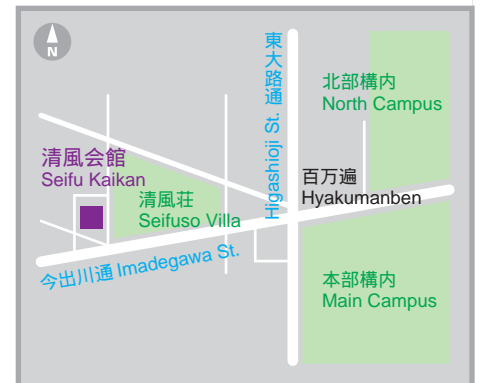 N
東大路通 Higashioji St.
北部構内
North Campus
清風会館
Seifu Kaikan
清風荘
Seifuso Villa
百万遍
Hyakumanben
今出川通 Imadegawa St.
本部構内
Main Campus